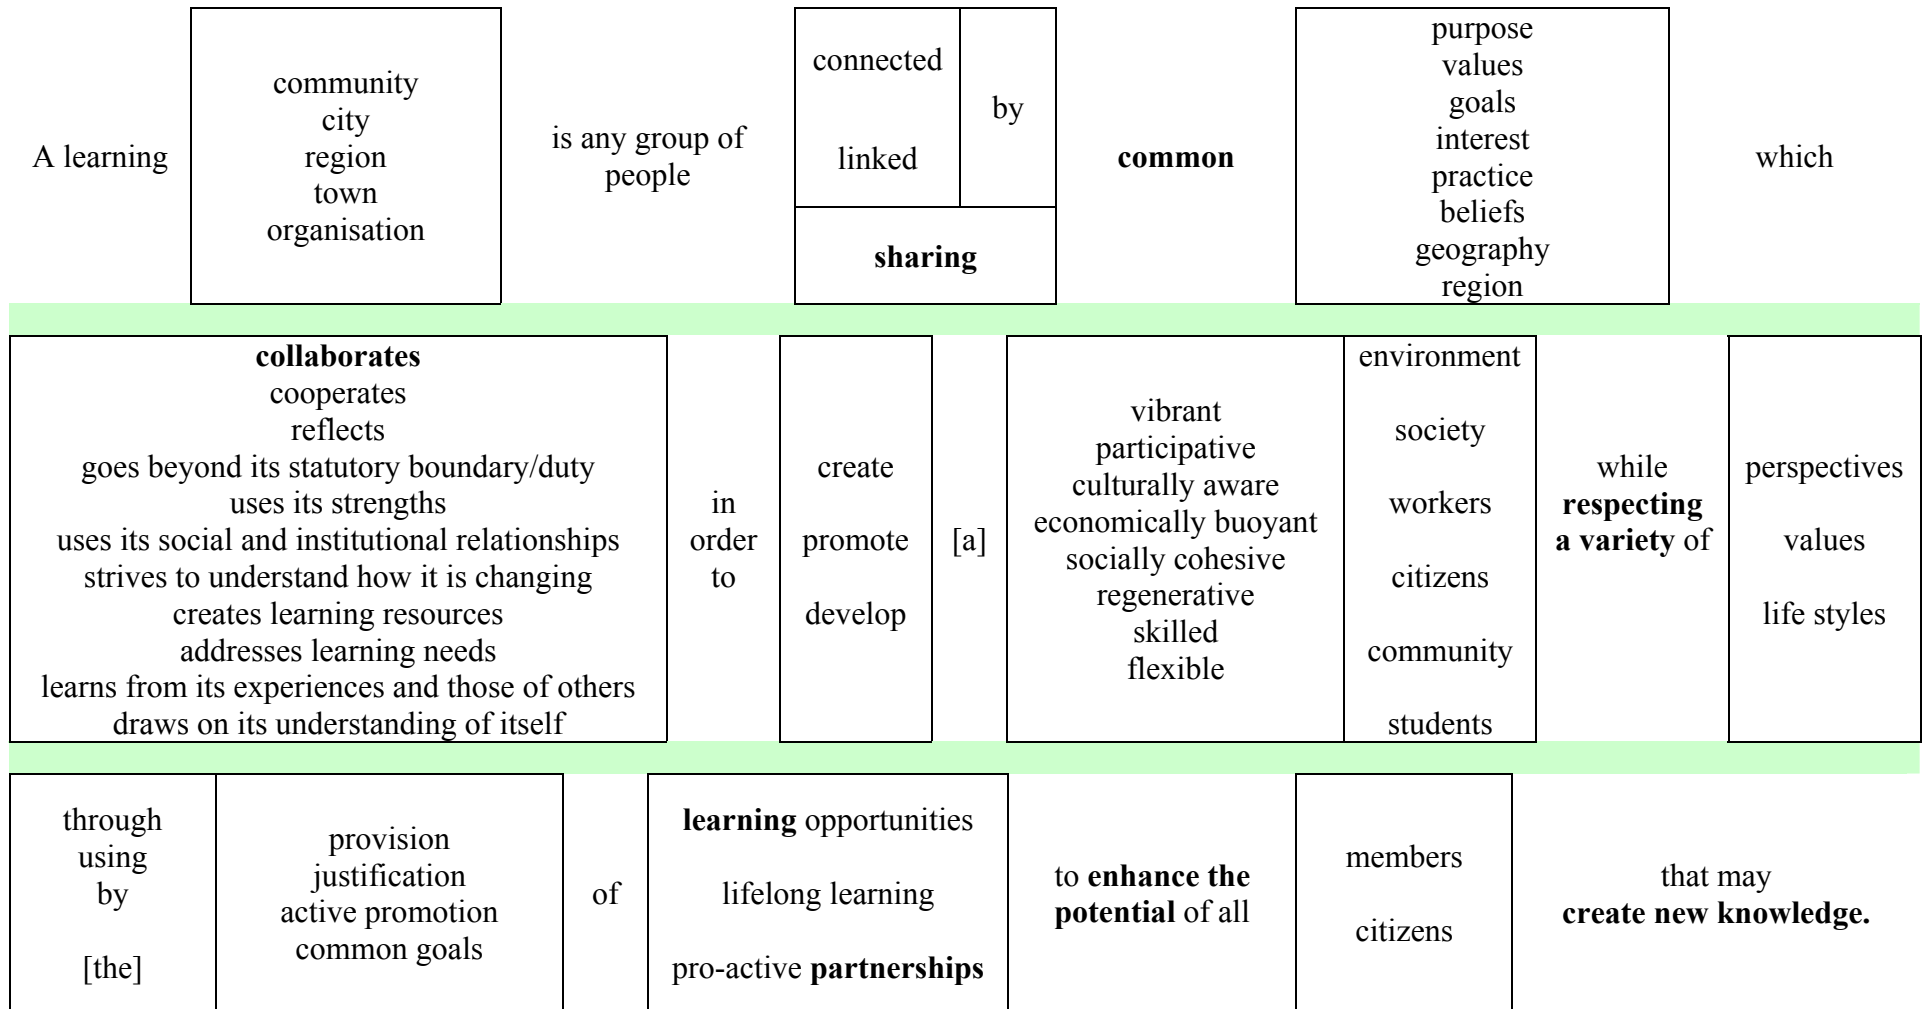 A learning
community
city
region
town
organisation
is any group of
people
connected
linked
by
sharing
common
purpose
values
goals
interest
practice
beliefs
geography
region
which
collaborates
cooperates
reflects
goes beyond its statutory boundary/duty
uses its strengths
uses its social and institutional relationships
strives to understand how it is changing
creates learning resources
addresses learning needs
learns from its experiences and those of others
draws on its understanding of itself
in
order
to
create
promote
develop
[a]
vibrant
participative
culturally aware
economically buoyant
socially cohesive
regenerative
skilled
flexible
environment
society
workers
citizens
community
students
while
respecting
a variety of
perspectives
values
life styles
through
using
by
[the]
provision
justification
active promotion
common goals
of
learning opportunities
lifelong learning
pro-active partnerships
to enhance the
potential of all
members
citizens
that may
create new knowledge.